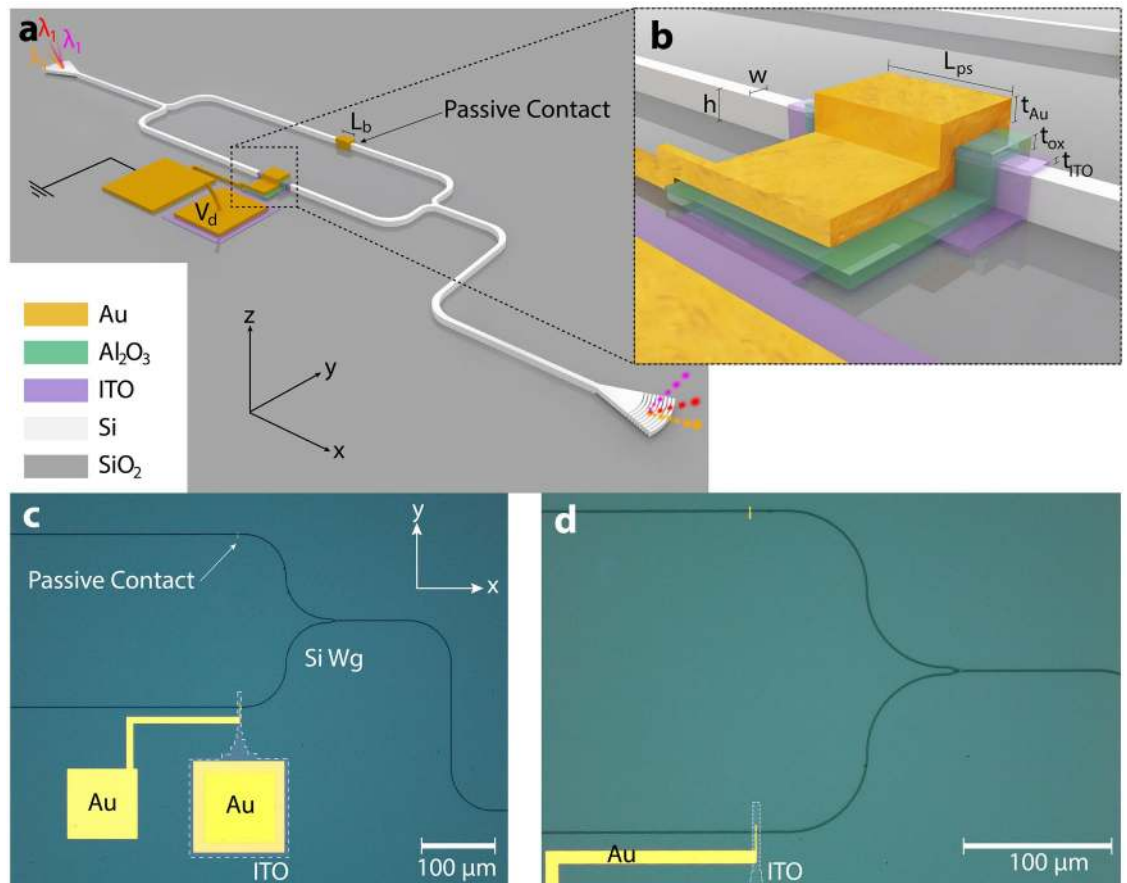 a
λ₁
λ₁
Lb
Passive Contact
Vd
z
y
x
Au
Al₂O₃
ITO
Si
SiO₂
b
w
h
Lps
tAu
tox
tITO
c
Passive Contact
y
x
Si Wg
Au
Au
ITO
100 μm
d
Au
ITO
100 μm